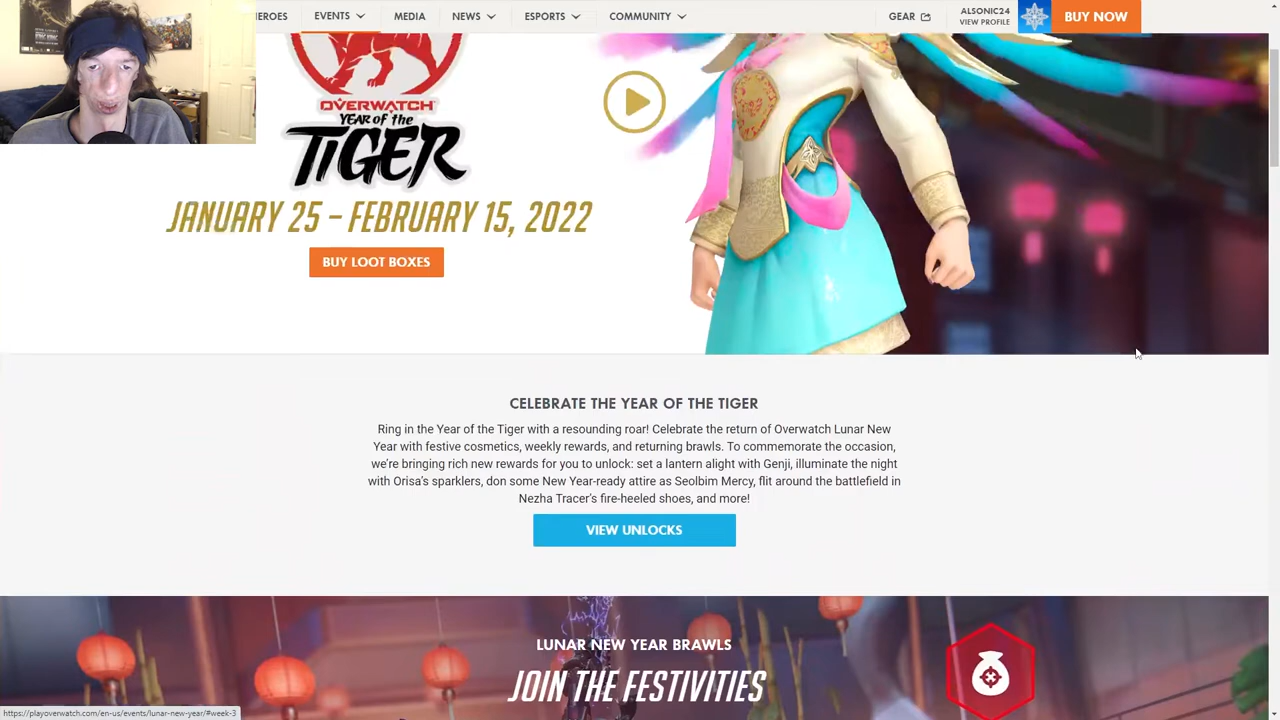 EROES
EVENTS
MEDIA
NEWS
ESPORTS
COMMUNITY
GEAR
ALSONIC24
VIEW PROFILE
BUY NOW
OVERWATCH
YEAR of the
TIGER
JANUARY 25 – FEBRUARY 15, 2022
BUY LOOT BOXES
CELEBRATE THE YEAR OF THE TIGER
Ring in the Year of the Tiger with a resounding roar! Celebrate the return of Overwatch Lunar New
Year with festive cosmetics, weekly rewards, and returning brawls. To commemorate the occasion,
we're bringing rich new rewards for you to unlock: set a lantern alight with Genji, illuminate the night
with Orisa's sparklers, don some New Year-ready attire as Seolbim Mercy, flit around the battlefield in
Nezha Tracer's fire-heeled shoes, and more!
VIEW UNLOCKS
LUNAR NEW YEAR BRAWLS
JOIN THE FESTIVITIES
https://playoverwatch.com/en-us/events/lunar-new-year/#week-3